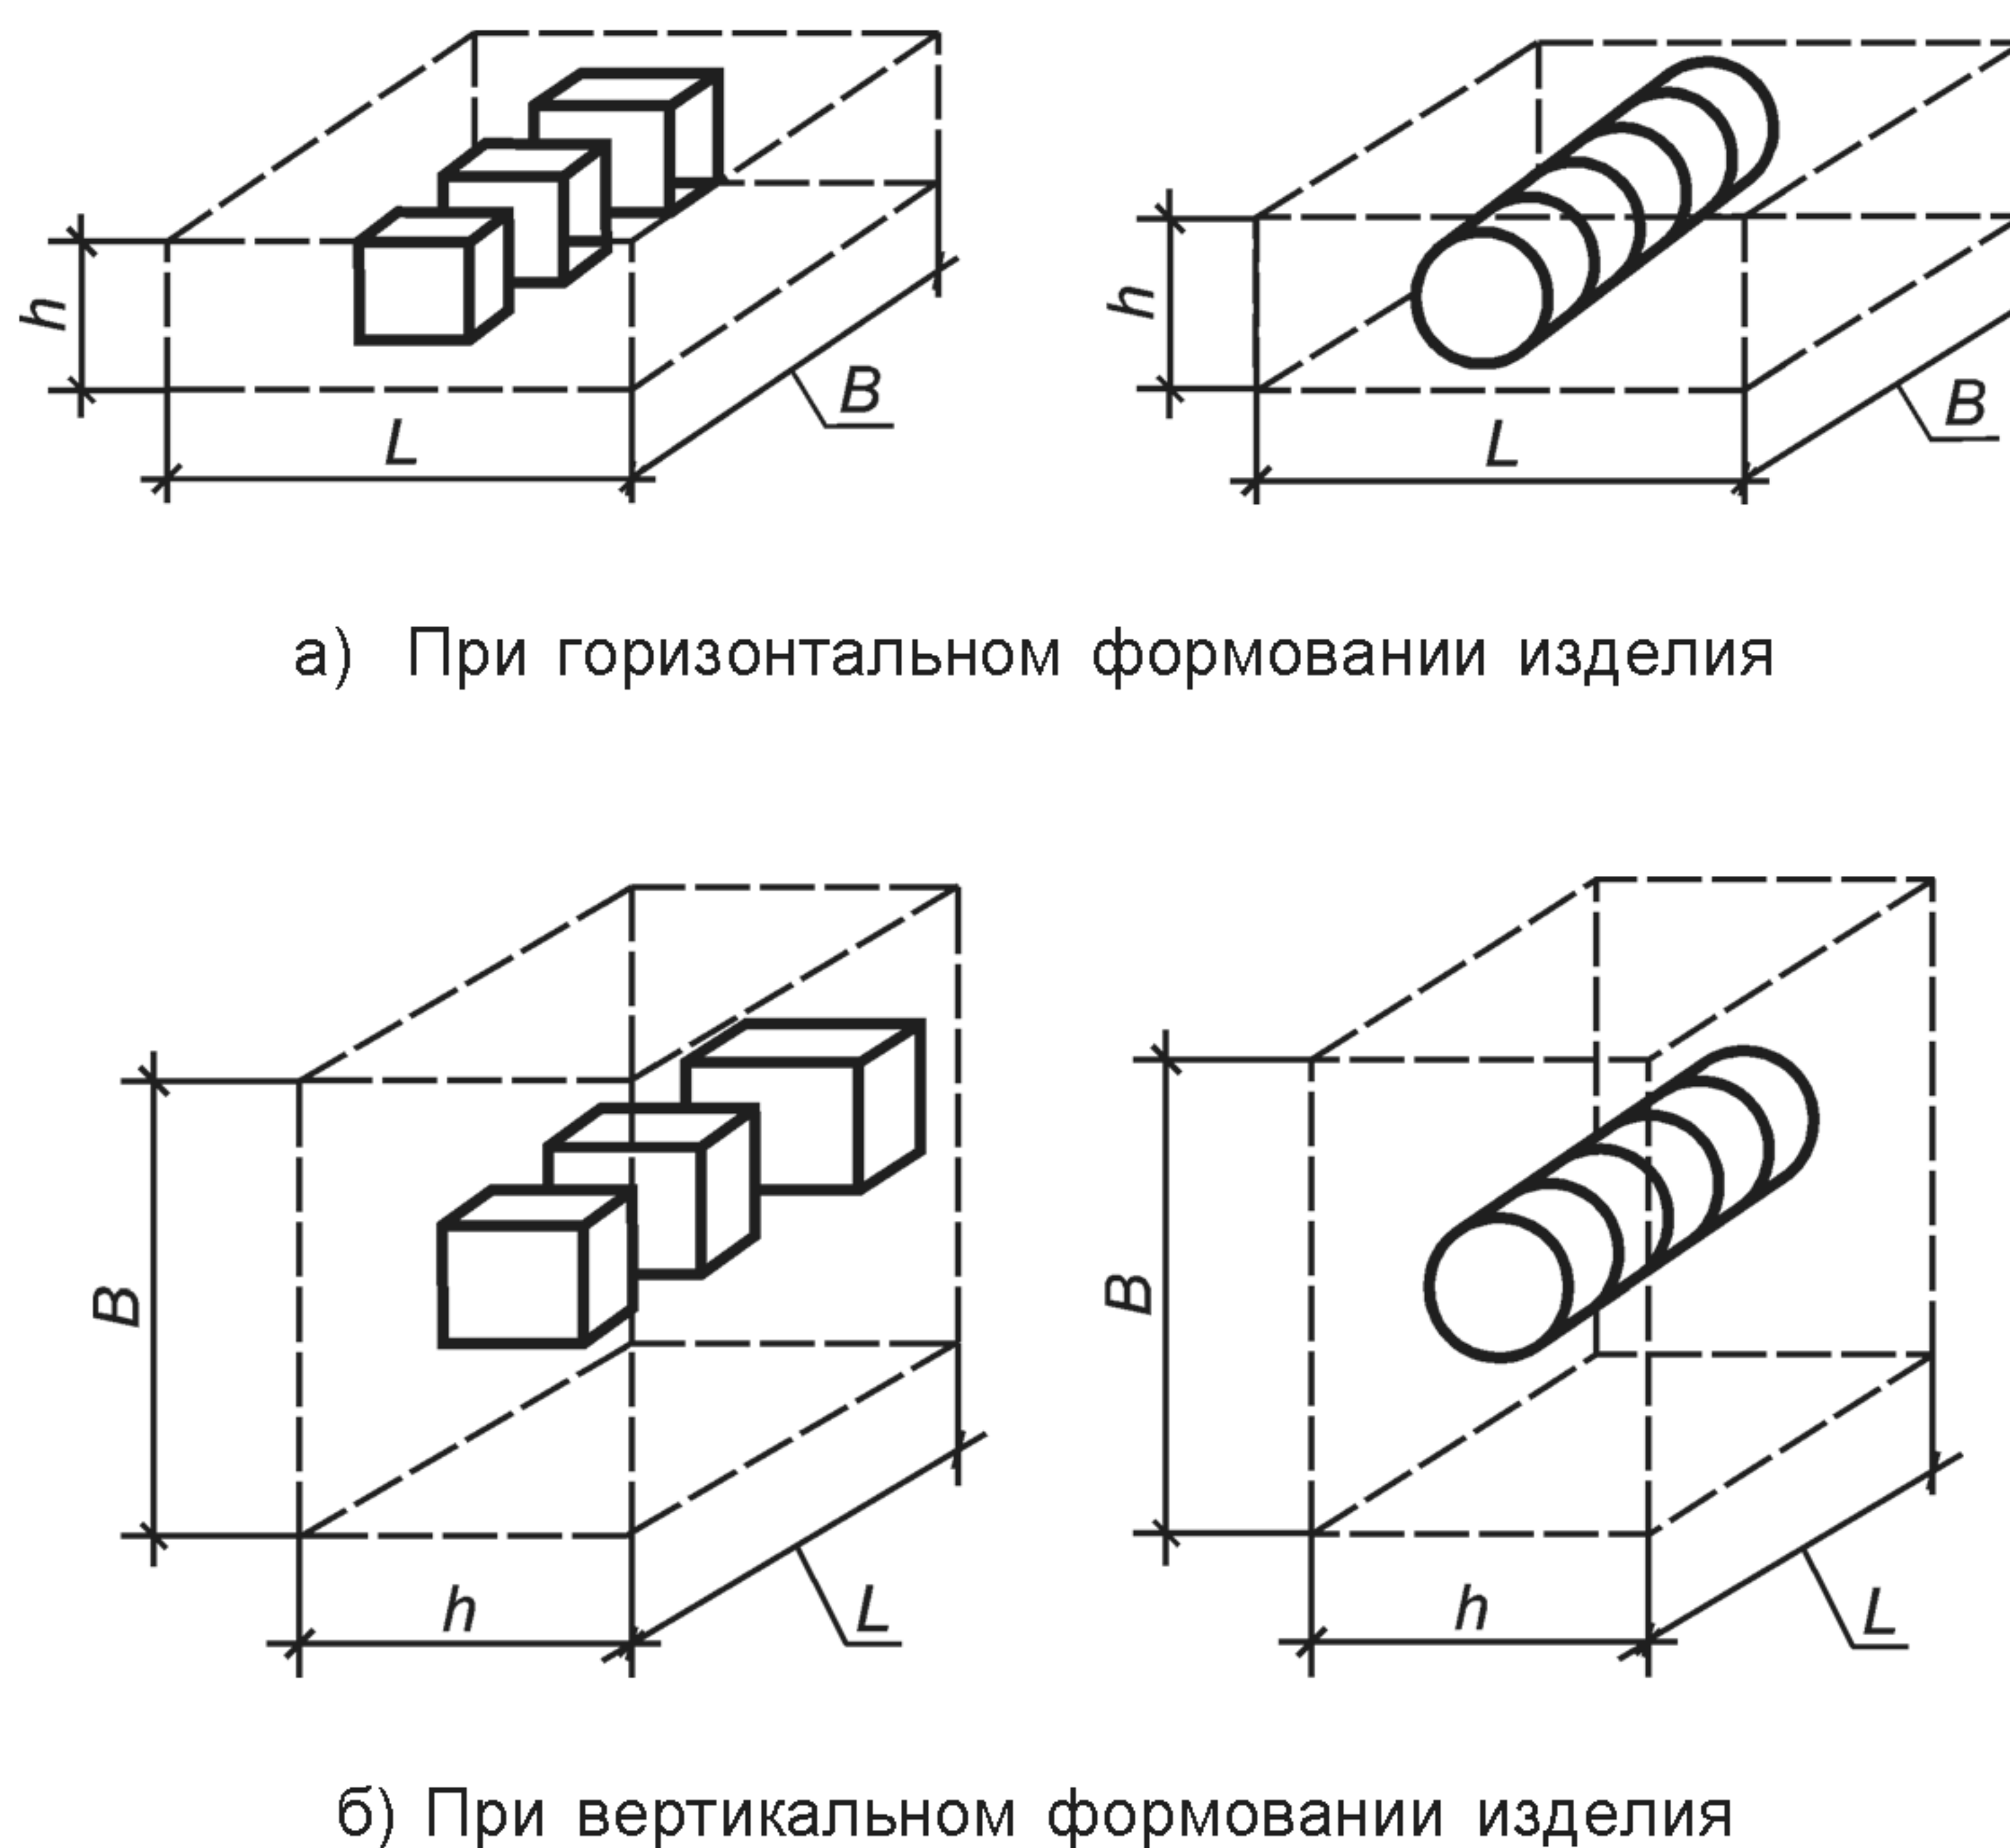 h
L
B
h
L
B
а) При горизонтальном формовании изделия
B
h
L
B
h
L
б) При вертикальном формовании изделия